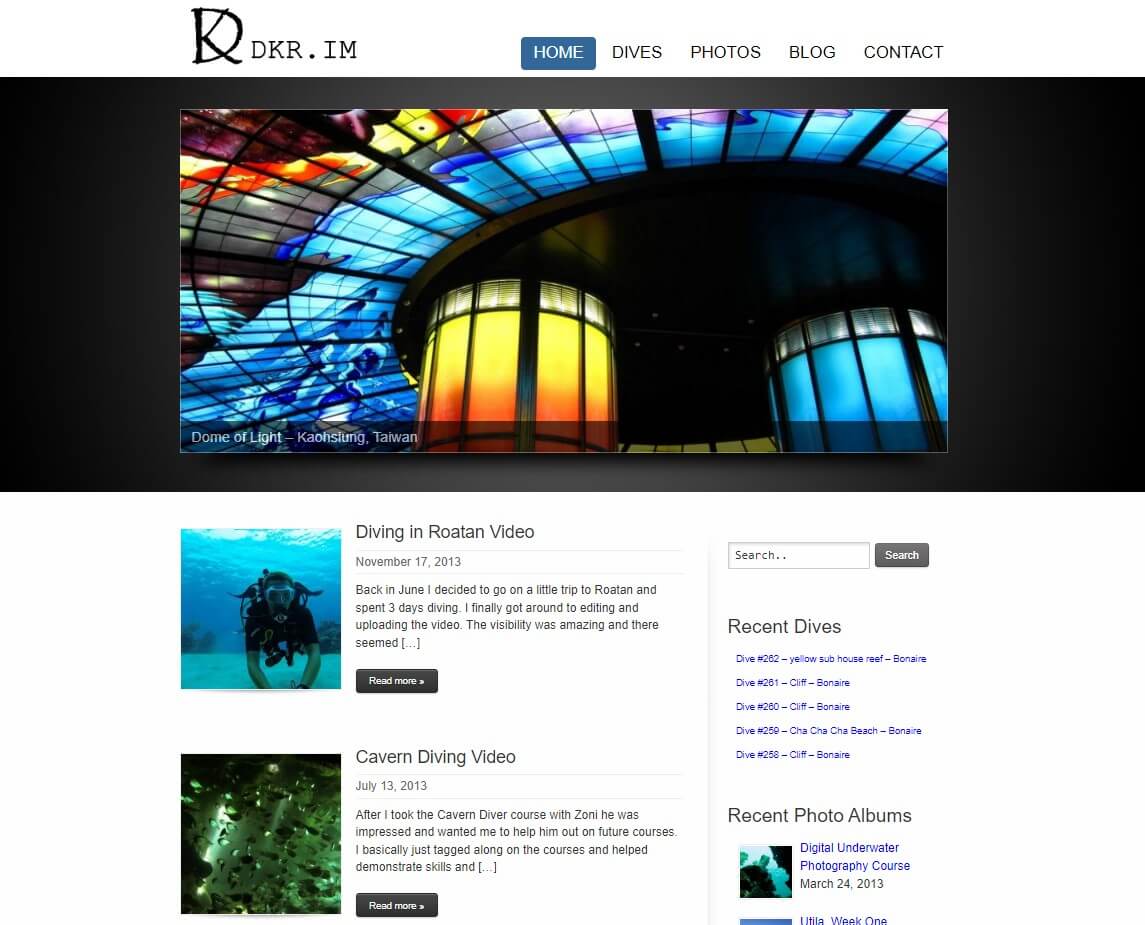 DKR.IM
HOME DIVES PHOTOS BLOG CONTACT
Dome of Light – Kaohsiung, Taiwan
Diving in Roatan Video
November 17, 2013
Back in June I decided to go on a little trip to Roatan and
spent 3 days diving. I finally got around to editing and
uploading the video. The visibility was amazing and there
seemed […]
Read more »
Cavern Diving Video
July 13, 2013
After I took the Cavern Diver course with Zoni he was
impressed and wanted me to help him out on future courses.
I basically just tagged along on the courses and helped
demonstrate skills and […]
Read more »
Search.. Search
Recent Dives
Dive #262 – yellow sub house reef – Bonaire
Dive #261 – Cliff – Bonaire
Dive #260 – Cliff – Bonaire
Dive #259 – Cha Cha Cha Beach – Bonaire
Dive #258 – Cliff – Bonaire
Recent Photo Albums
Digital Underwater
Photography Course
March 24, 2013
Utila, Week One